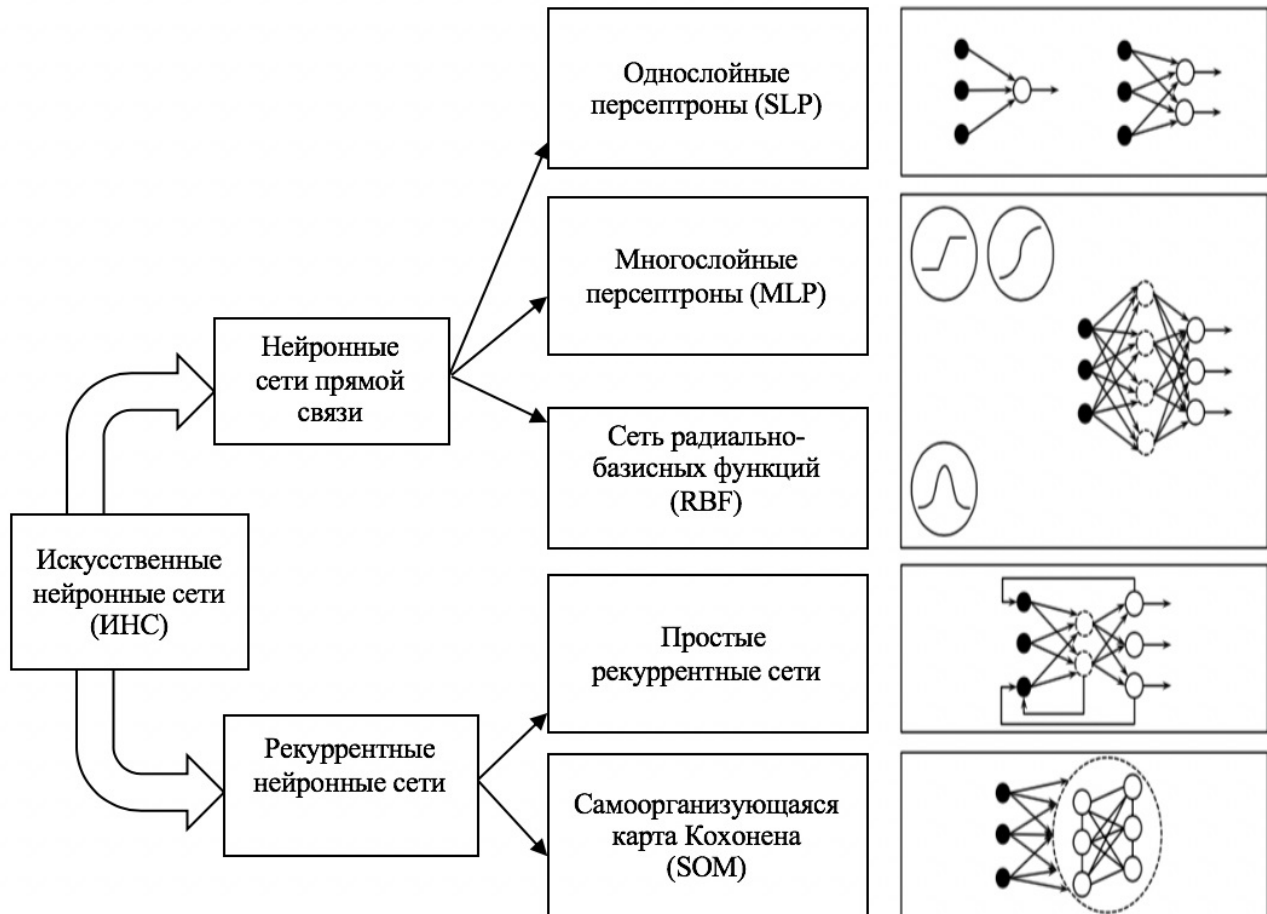 Однослойные
персептроны (SLP)
Многослойные
персептроны (MLP)
Нейронные
сети прямой
связи
Сеть радиально-
базисных функций
(RBF)
Искусственные
нейронные сети
(ИНС)
Простые
рекуррентные сети
Рекуррентные
нейронные сети
Самоорганизующаяся
карта Кохонена
(SOM)